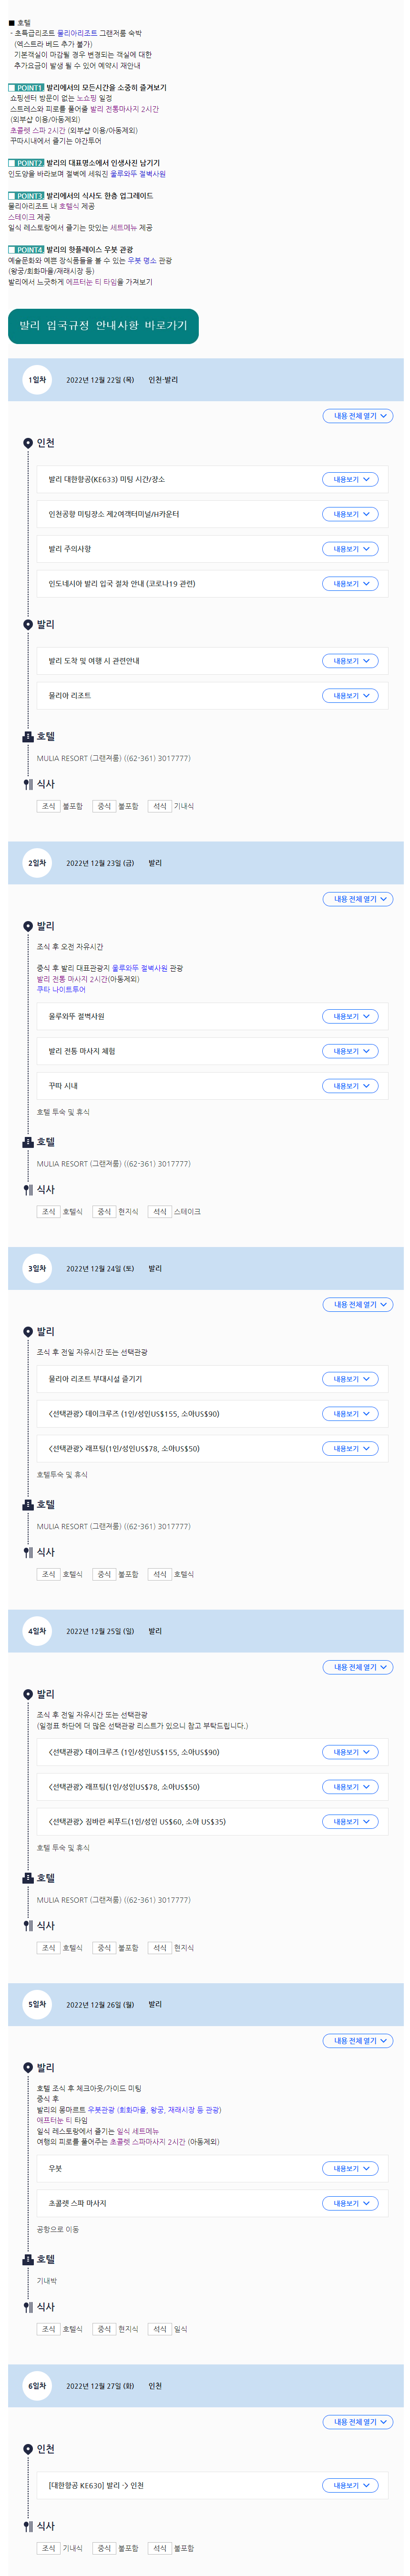 ■ 호텔
- 초특급리조트 물리아리조트 그랜져룸 숙박
(엑스트라 베드 추가 불가)
기본객실이 마감될 경우 변경되는 객실에 대한
추가요금이 발생 될 수 있어 예약시 재안내
POINT1 발리에서의 모든시간을 소중히 즐겨보기
쇼핑센터 방문이 없는 노쇼핑 일정
스트레스와 피로를 풀어줄 발리 전통마사지 2시간
(외부샵 이용/아동제외)
초콜렛 스파 2시간 (외부샵 이용/아동제외)
꾸따시내에서 즐기는 야간투어
POINT2 발리의 대표명소에서 인생사진 남기기
인도양을 바라보며 절벽에 세워진 울루와뚜 절벽사원
POINT3 발리에서의 식사도 한층 업그레이드
물리아리조트 내 호텔식 제공
스테이크 제공
일식 레스토랑에서 즐기는 맛있는 세트메뉴 제공
POINT4 발리의 핫플레이스 우붓 관광
예술문화와 예쁜 장식품들을 볼 수 있는 우붓 명소 관광
(왕궁/회화마을/재래시장 등)
발리에서 느긋하게 에프터눈 티 타임을 가져보기
발리 입국규정 안내사항 바로가기
1일차 2022년 12월 22일 (목) 인천-발리
내용 전체 열기
인천
발리 대한항공(KE633) 미팅 시간/장소 내용보기
인천공항 미팅장소 제2여객터미널/H카운터 내용보기
발리 주의사항 내용보기
인도네시아 발리 입국 절차 안내 (코로나19 관련) 내용보기
발리
발리 도착 및 여행 시 관련안내 내용보기
물리아 리조트 내용보기
호텔
MULIA RESORT (그랜져룸) ((62-361) 3017777)
식사
조식 불포함 중식 불포함 석식 기내식
2일차 2022년 12월 23일 (금) 발리
내용 전체 열기
발리
조식 후 오전 자유시간
중식 후 발리 대표관광지 울루와뚜 절벽사원 관광
발리 전통 마사지 2시간(아동제외)
쿠타 나이트투어
울루와뚜 절벽사원 내용보기
발리 전통 마사지 체험 내용보기
꾸따 시내 내용보기
호텔 투숙 및 휴식
호텔
MULIA RESORT (그랜져룸) ((62-361) 3017777)
식사
조식 호텔식 중식 현지식 석식 스테이크
3일차 2022년 12월 24일 (토) 발리
내용 전체 열기
발리
조식 후 전일 자유시간 또는 선택관광
물리아 리조트 부대시설 즐기기 내용보기
<선택관광> 데이크루즈 (1인/성인US$155, 소아US$90) 내용보기
<선택관광> 래프팅(1인/성인US$78, 소아US$50) 내용보기
호텔투숙 및 휴식
호텔
MULIA RESORT (그랜져룸) ((62-361) 3017777)
식사
조식 호텔식 중식 불포함 석식 호텔식
4일차 2022년 12월 25일 (일) 발리
내용 전체 열기
발리
조식 후 전일 자유시간 또는 선택관광
(일정표 하단에 더 많은 선택관광 리스트가 있으니 참고 부탁드립니다.)
<선택관광> 데이크루즈 (1인/성인US$155, 소아US$90) 내용보기
<선택관광> 래프팅(1인/성인US$78, 소아US$50) 내용보기
<선택관광> 짐바란 씨푸드(1인/성인 US$60, 소아 US$35) 내용보기
호텔 투숙 및 휴식
호텔
MULIA RESORT (그랜져룸) ((62-361) 3017777)
식사
조식 호텔식 중식 불포함 석식 현지식
5일차 2022년 12월 26일 (월) 발리
내용 전체 열기
발리
호텔 조식 후 체크아웃/가이드 미팅
중식 후
발리의 몽마르트 우붓관광 (회화마을, 왕궁, 재래시장 등 관광)
에프터눈 티 타임
일식 레스토랑에서 즐기는 일식 세트메뉴
여행의 피로를 풀어주는 초콜렛 스파마사지 2시간 (아동제외)
우붓 내용보기
초콜렛 스파 마사지 내용보기
공항으로 이동
호텔
기내박
식사
조식 호텔식 중식 현지식 석식 일식
6일차 2022년 12월 27일 (화) 인천
내용 전체 열기
인천
[대한항공 KE630] 발리 -> 인천 내용보기
식사
조식 기내식 중식 불포함 석식 불포함